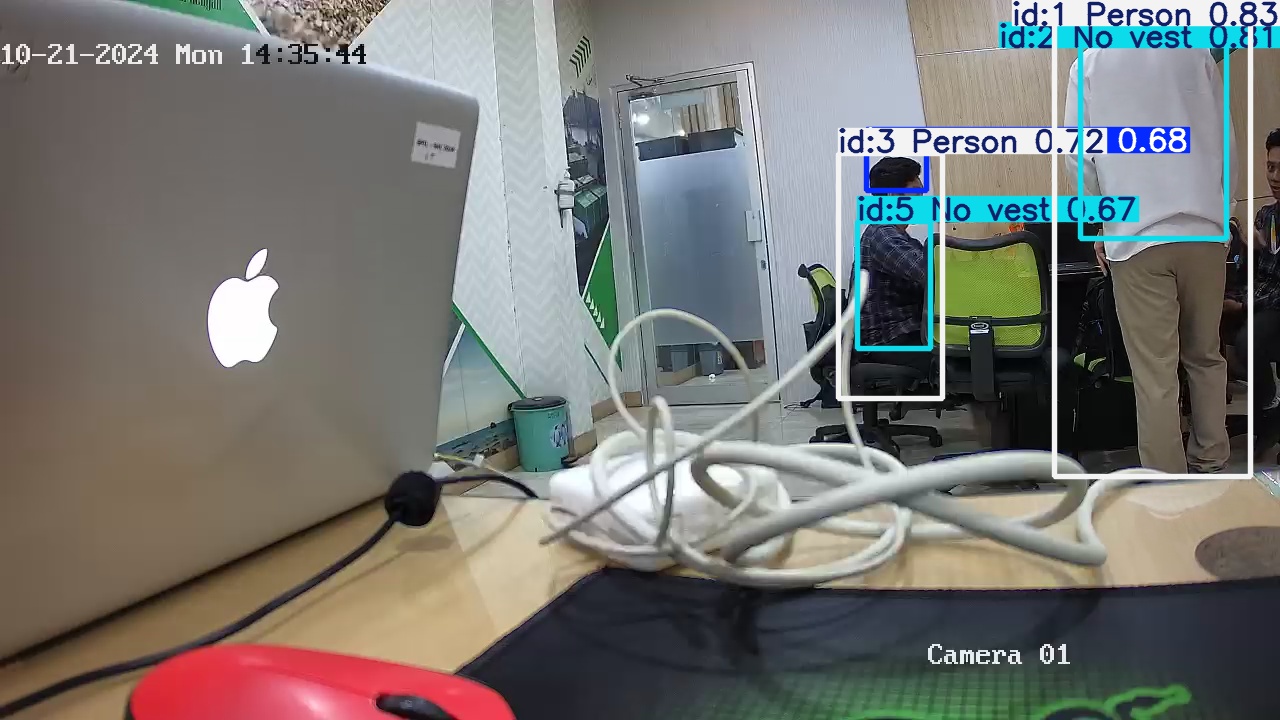 id:1 Person 0.83
id:2 No vest 0.81
10-21-2024 Mon 14:35:44
id:3 Person 0.72 0.68
id:5 No vest 0.67
Camera 01